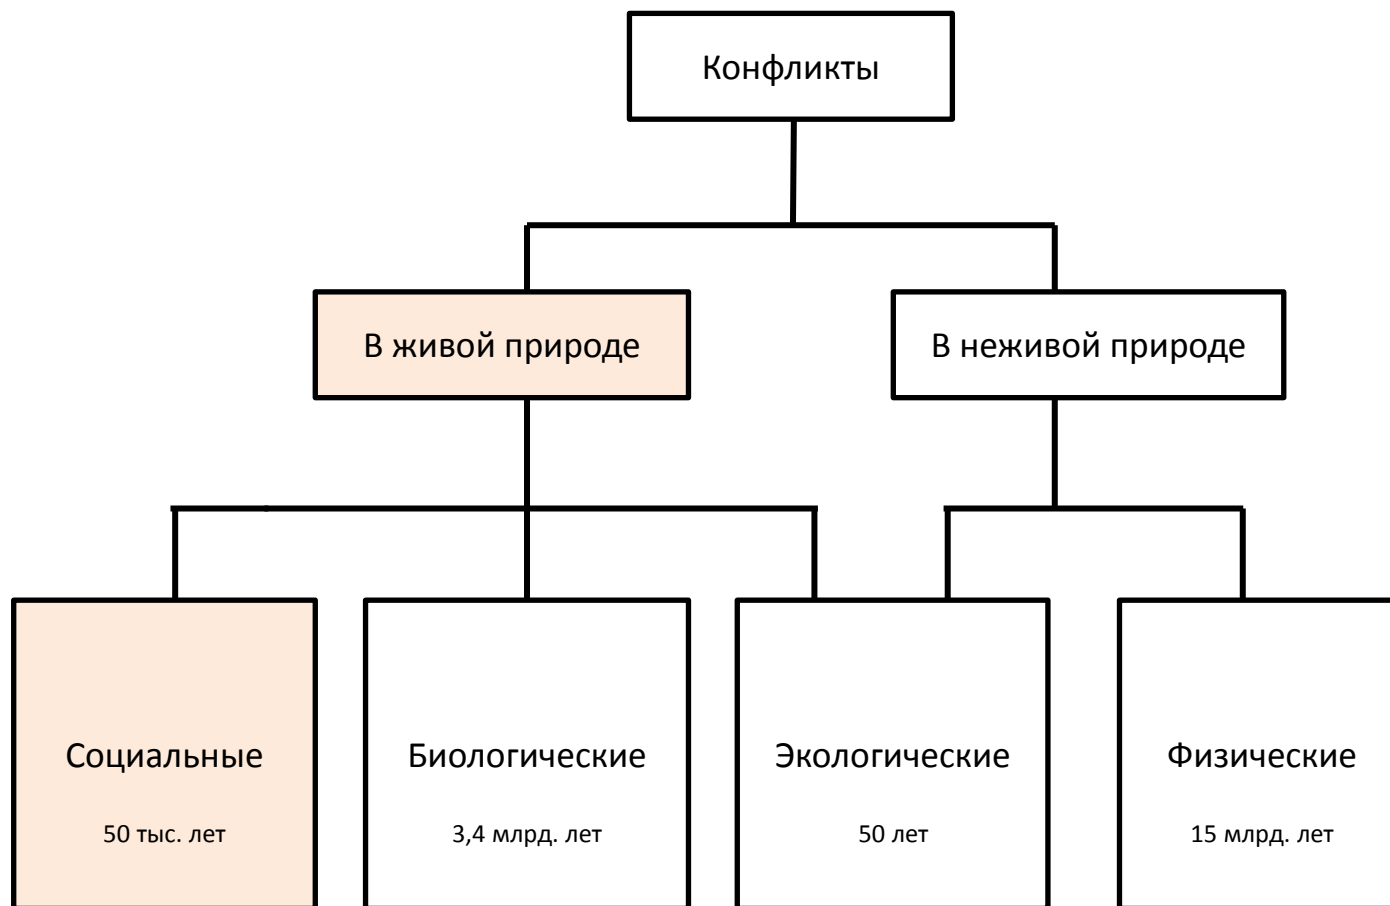 Конфликты
В живой природе
В неживой природе
Социальные
50 тыс. лет
Биологические
3,4 млрд. лет
Экологические
50 лет
Физические
15 млрд. лет